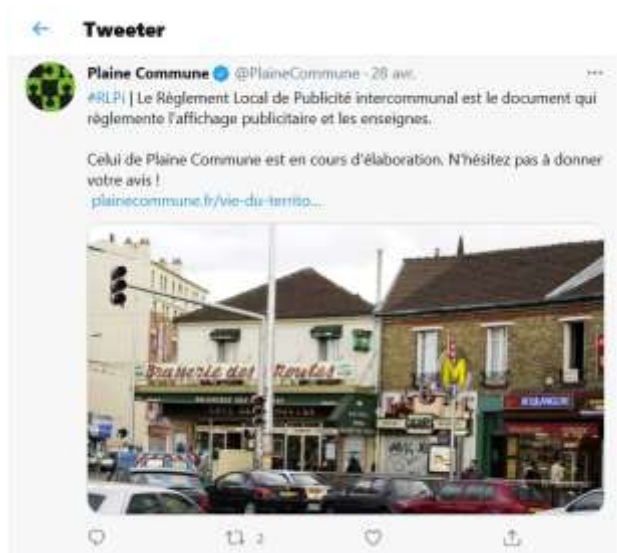 Tweeter
Plaine Commune @PlaineCommune · 28 avr.
#RLPi | Le Règlement Local de Publicité intercommunal est le document qui
règlemente l'affichage publicitaire et les enseignes.
Celui de Plaine Commune est en cours d'élaboration. N'hésitez pas à donner
votre avis !
plainecommune.fr/vie-du-territo...
Brasserie des Routes
M
BOULANGERIE
2